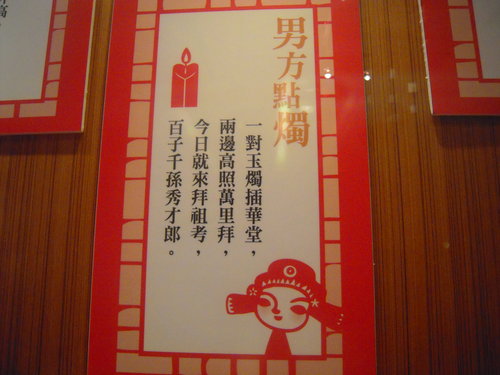 男方點燭
一對玉燭插華堂，
兩邊高照萬里拜，
今日就來拜祖考，
百子千孫秀才郎。